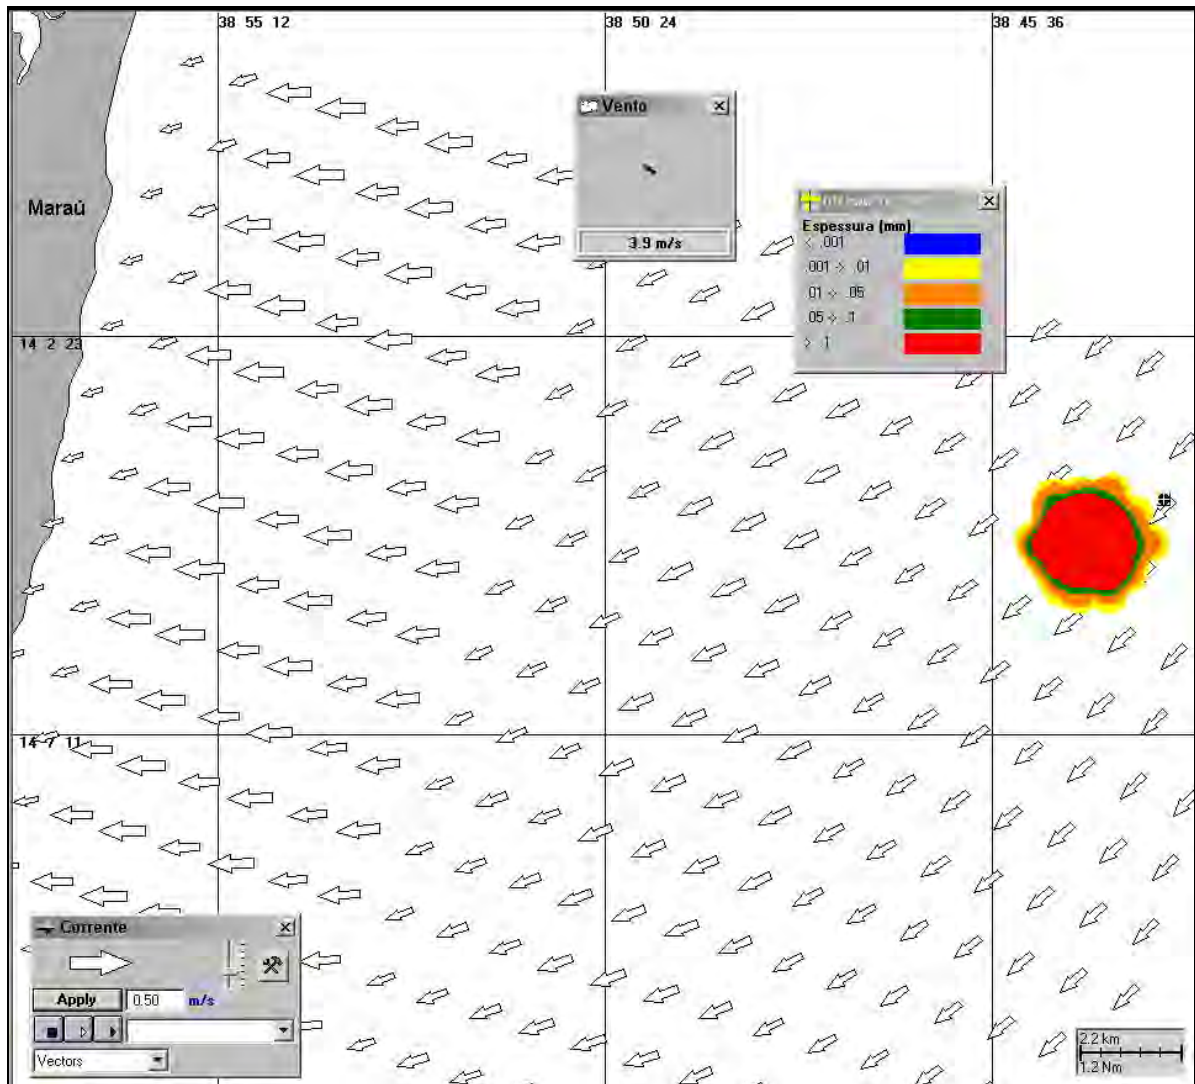 38 55 12
38 50 24
38 45 36
Vento
3.9 m/s
Maraú
Espessura (mm)
< .001
.001 -> .01
.01 -> .05
.05 -> .1
> .1
14 2 23
14 7 11
Corrente
Apply
0.50
m/s
Vectors
2.2 km
1.2 Nm